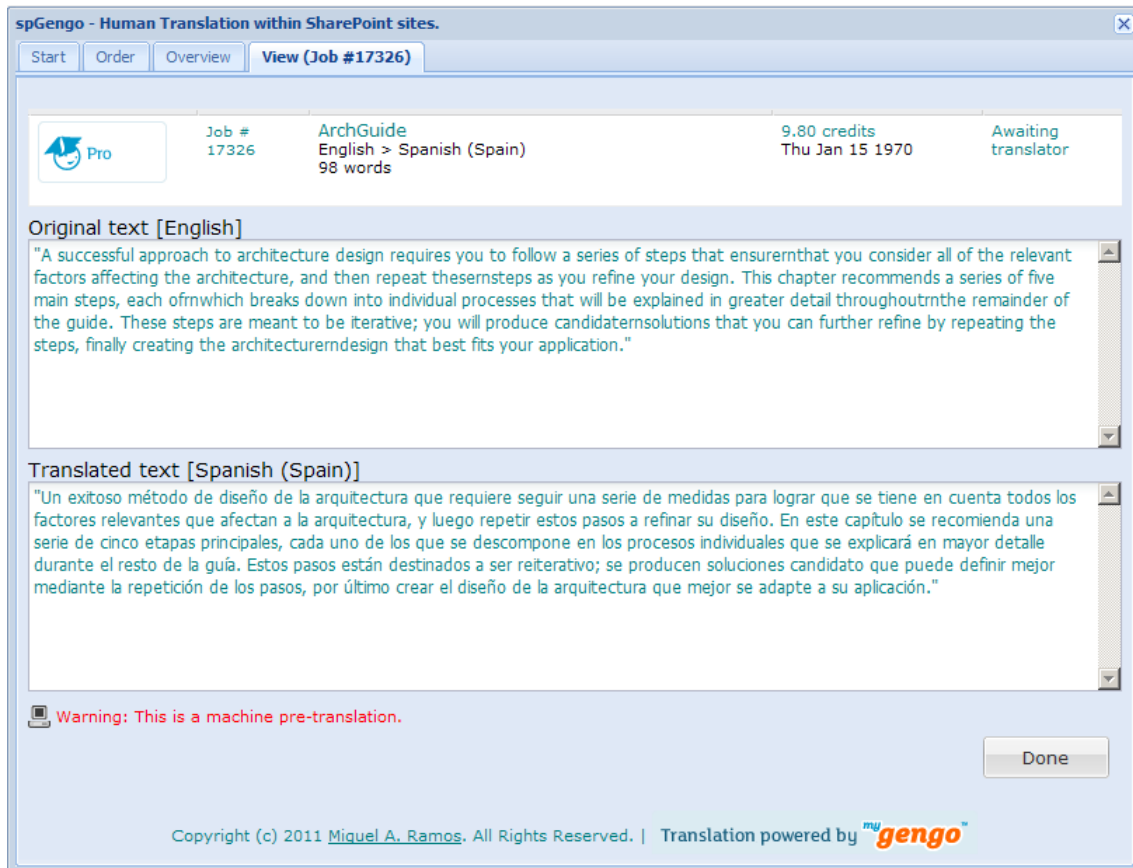 spGengo - Human Translation within SharePoint sites.
Start Order Overview View (Job #17326)
Pro
Job #
17326
ArchGuide
English > Spanish (Spain)
98 words
9.80 credits
Thu Jan 15 1970
Awaiting
translator
Original text [English]
"A successful approach to architecture design requires you to follow a series of steps that ensurernthat you consider all of the relevant
factors affecting the architecture, and then repeat thesernsteps as you refine your design. This chapter recommends a series of five
main steps, each ofrnwhich breaks down into individual processes that will be explained in greater detail throughoutrnthe remainder of
the guide. These steps are meant to be iterative; you will produce candidaternsolutions that you can further refine by repeating the
steps, finally creating the architecturerndesign that best fits your application."
Translated text [Spanish (Spain)]
"Un exitoso método de diseño de la arquitectura que requiere seguir una serie de medidas para lograr que se tiene en cuenta todos los
factores relevantes que afectan a la arquitectura, y luego repetir estos pasos a refinar su diseño. En este capítulo se recomienda una
serie de cinco etapas principales, cada uno de los que se descompone en los procesos individuales que se explicará en mayor detalle
durante el resto de la guía. Estos pasos están destinados a ser reiterativo; se producen soluciones candidato que puede definir mejor
mediante la repetición de los pasos, por último crear el diseño de la arquitectura que mejor se adapte a su aplicación."
Warning: This is a machine pre-translation.
Done
Copyright (c) 2011 Miguel A. Ramos. All Rights Reserved. | Translation powered by mygengo™